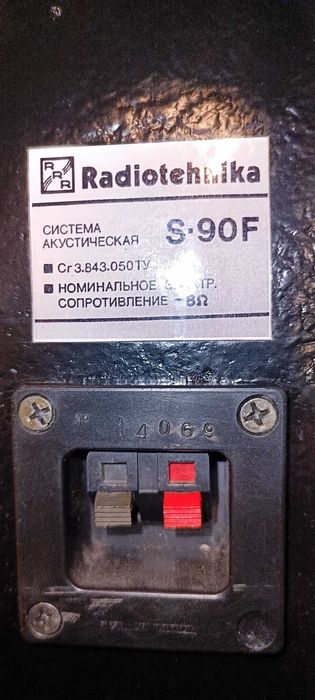 RRR Radiotehnika
СИСТЕМА
АКУСТИЧЕСКАЯ S-90F
Сг3.843.050ТУ
НОМИНАЛЬНОЕ
СОПРОТИВЛЕНИЕ - 8Ω
14069